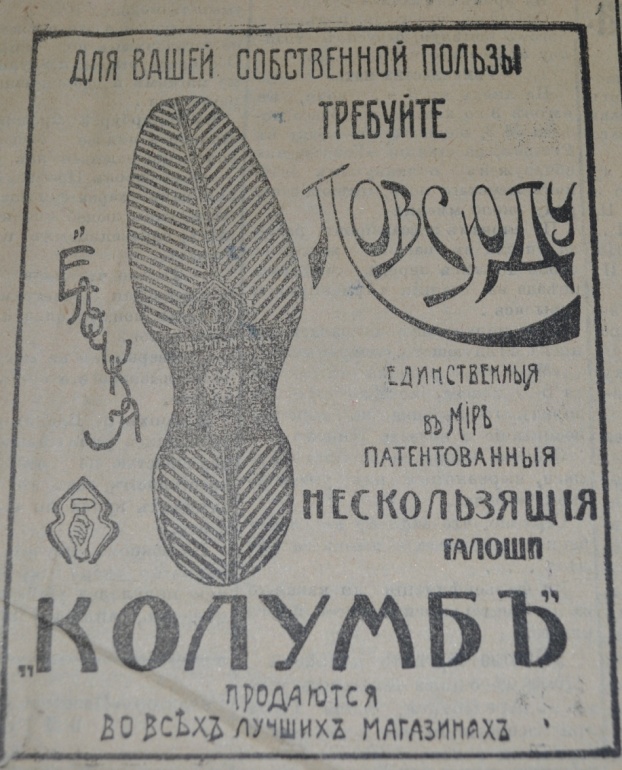 ДЛЯ ВАШЕЙ СОБСТВЕННОЙ ПОЛЬЗЫ
ТРЕБУЙТЕ
ПОВСЮДУ
„ЁЛОЧКА
ЕДИНСТВЕННЫЯ
въ МІРѢ
ПАТЕНТОВАННЫЯ
НЕСКОЛЬЗЯЩІЯ
ГАЛОШИ
„КОЛУМБЪ“
ПРОДАЮТСЯ
ВО ВСѢХЪ ЛУЧШИХЪ МАГАЗИНАХЪ